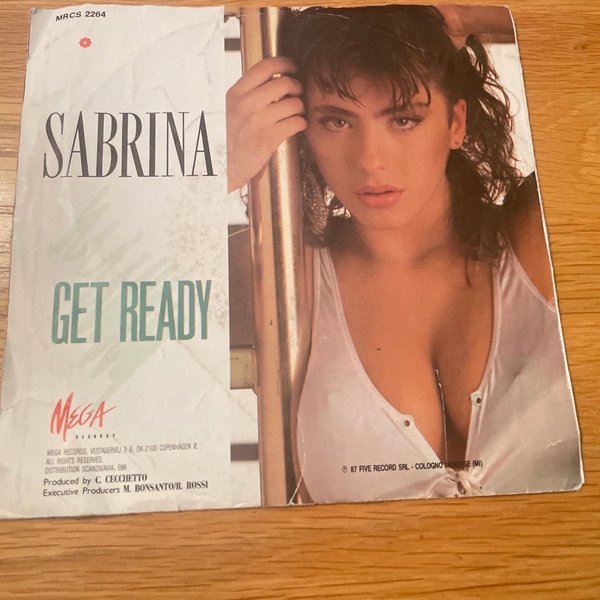 MRCS 2264
SABRINA
GET READY
MEGA
RECORDS
MEGA RECORDS, VESTAGERVEJ 3-B, DK-2100 COPENHAGEN Ø.
ALL RIGHTS RESERVED.
DISTRIBUTION SCANDINAVIA: EMI
Produced by C. CECCHETTO
Executive Producers M. BONSANTO/R. ROSSI
℗ 87 FIVE RECORD SRL - COLOGNO (MI)